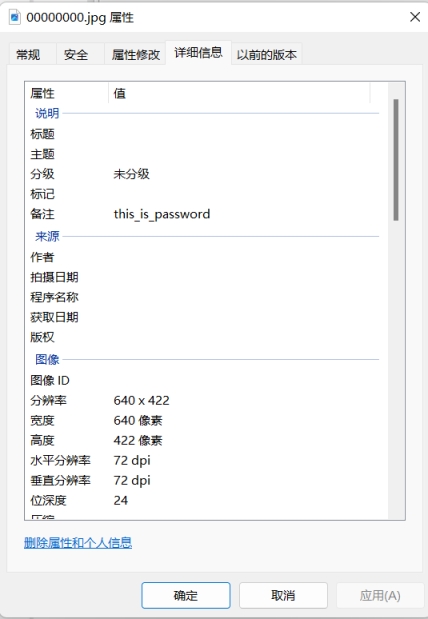 00000000.jpg 属性
常规 安全 属性修改 详细信息 以前的版本
属性 值
说明
标题
主题
分级 未分级
标记
备注 this_is_password
来源
作者
拍摄日期
程序名称
获取日期
版权
图像
图像 ID
分辨率 640 x 422
宽度 640 像素
高度 422 像素
水平分辨率 72 dpi
垂直分辨率 72 dpi
位深度 24
压缩
删除属性和个人信息
确定 取消 应用(A)